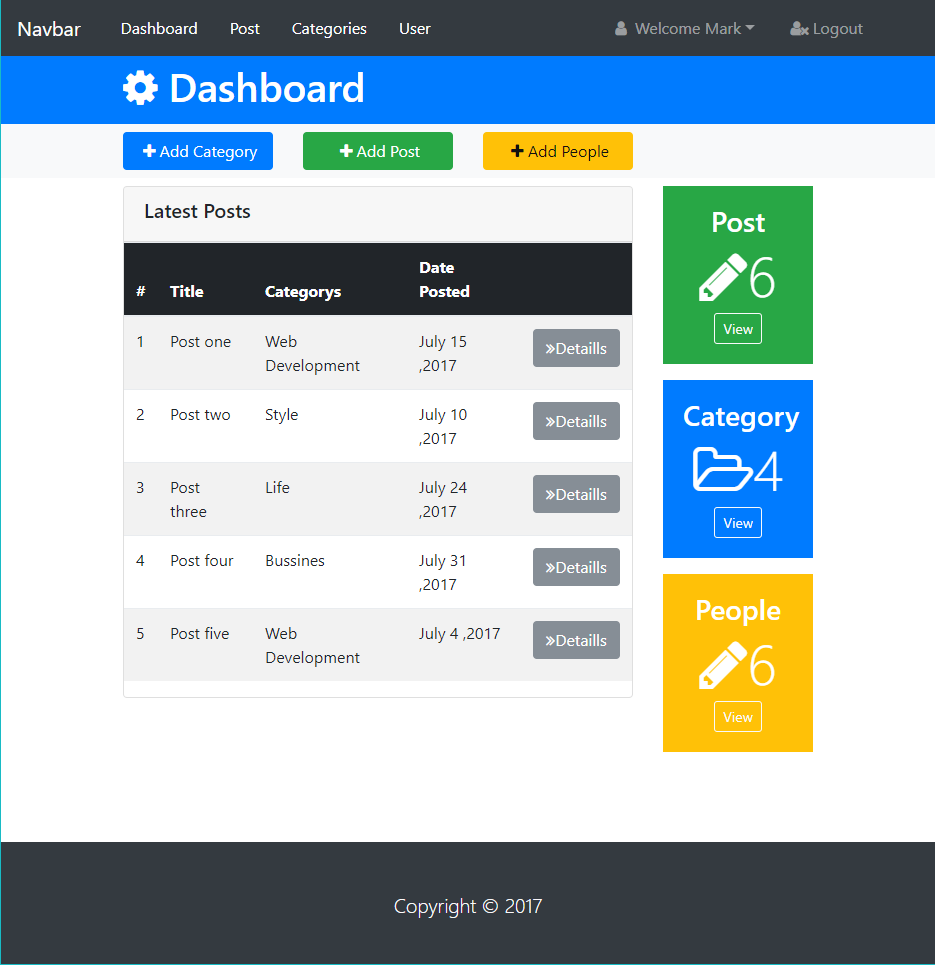 Navbar Dashboard Post Categories User Welcome Mark Logout
Dashboard
Add Category Add Post Add People
Latest Posts
# Title Categorys Date Posted
1 Post one Web Development July 15 ,2017 »Detaills
2 Post two Style July 10 ,2017 »Detaills
3 Post three Life July 24 ,2017 »Detaills
4 Post four Bussines July 31 ,2017 »Detaills
5 Post five Web Development July 4 ,2017 »Detaills
Post
6
View
Category
4
View
People
6
View
Copyright © 2017